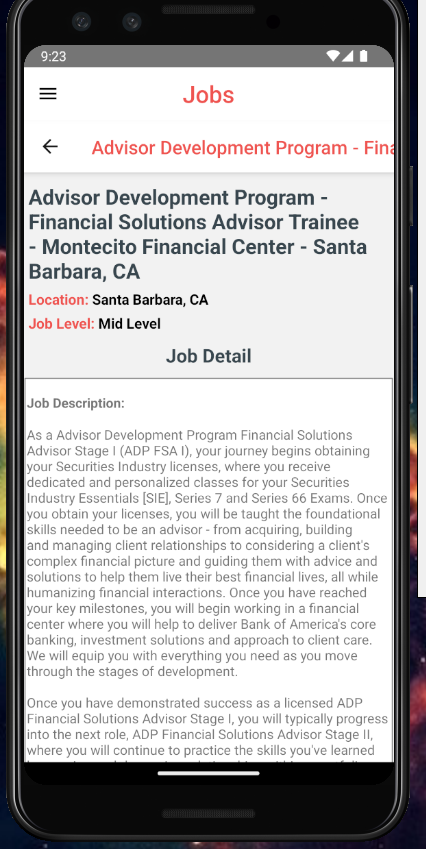 9:23
Jobs
Advisor Development Program - Fina
Advisor Development Program -
Financial Solutions Advisor Trainee
- Montecito Financial Center - Santa
Barbara, CA
Location: Santa Barbara, CA
Job Level: Mid Level
Job Detail
Job Description:
As a Advisor Development Program Financial Solutions
Advisor Stage I (ADP FSA I), your journey begins obtaining
your Securities Industry licenses, where you receive
dedicated and personalized classes for your Securities
Industry Essentials [SIE], Series 7 and Series 66 Exams. Once
you obtain your licenses, you will be taught the foundational
skills needed to be an advisor - from acquiring, building
and managing client relationships to considering a client's
complex financial picture and guiding them with advice and
solutions to help them live their best financial lives, all while
humanizing financial interactions. Once you have reached
your key milestones, you will begin working in a financial
center where you will help to deliver Bank of America's core
banking, investment solutions and approach to client care.
We will equip you with everything you need as you move
through the stages of development.
Once you have demonstrated success as a licensed ADP
Financial Solutions Advisor Stage I, you will typically progress
into the next role, ADP Financial Solutions Advisor Stage II,
where you will continue to practice the skills you've learned